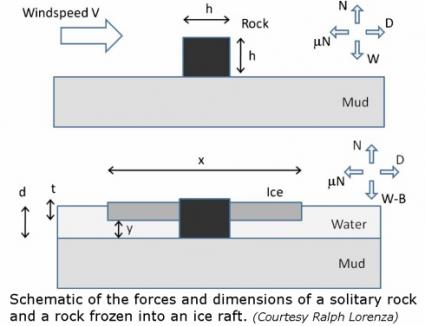 Windspeed V
h
Rock
h
N
D
μN
W
Mud
x
d
t
y
Ice
N
D
μN
W-B
Water
Mud
Schematic of the forces and dimensions of a solitary rock
and a rock frozen into an ice raft. (Courtesy Ralph Lorenza)